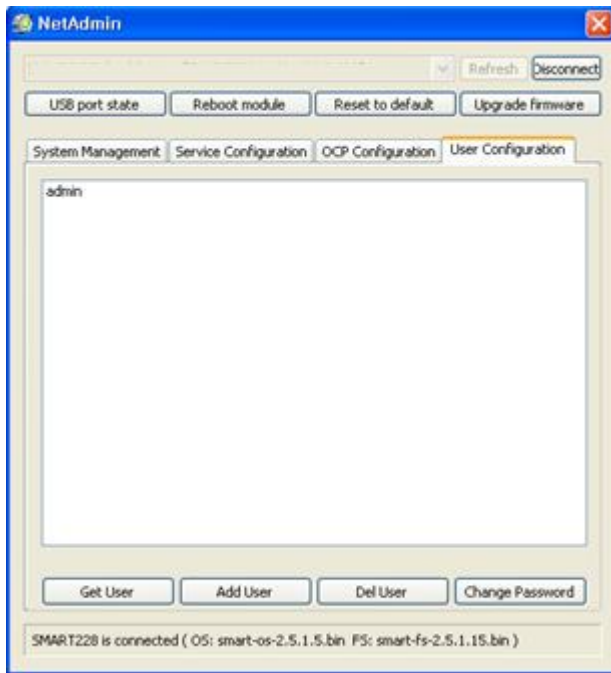 NetAdmin
Refresh Disconnect
USB port state Reboot module Reset to default Upgrade firmware
System Management Service Configuration OCP Configuration User Configuration
admin
Get User Add User Del User Change Password
SMART228 is connected ( OS: smart-os-2.5.1.5.bin FS: smart-fs-2.5.1.15.bin )